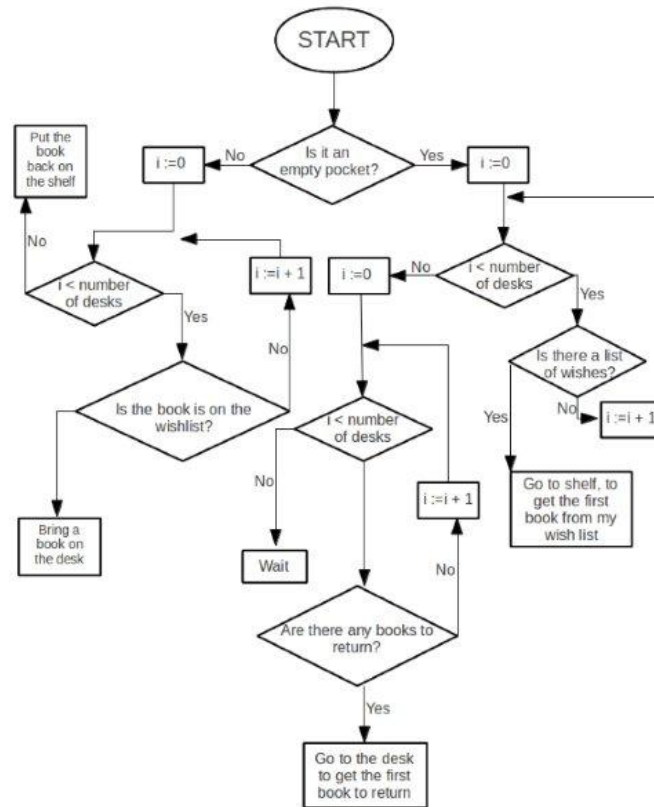 START
Is it an
empty pocket?
No
Yes
i :=0
i :=0
Put the
book
back on
the shelf
No
i < number
of desks
Yes
i :=i + 1
No
Is the book is on the
wishlist?
Bring a
book on
the desk
i :=0
No
i < number
of desks
Yes
Is there a list
of wishes?
Yes
No
i :=i + 1
Go to shelf, to
get the first
book from my
wish list
i < number
of desks
No
Wait
i :=i + 1
No
Are there any books to
return?
Yes
Go to the desk
to get the first
book to return